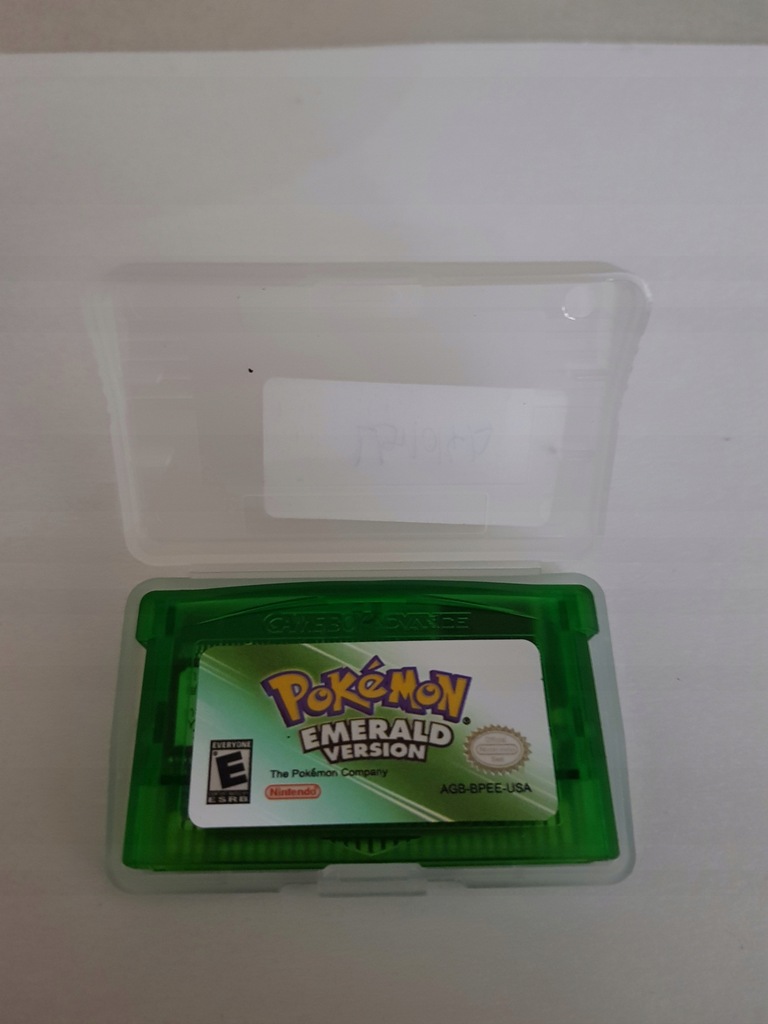 GAME BOY ADVANCE
POKéMON
EMERALD
VERSION
EVERYONE
E
ESRB
The Pokémon Company
Nintendo
AGB-BPEE-USA